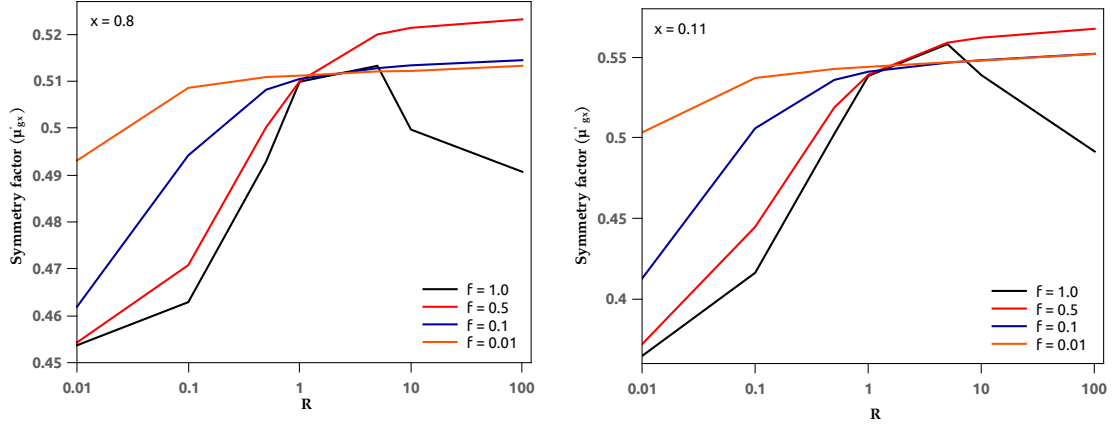 x = 0.8
0.52
0.51
0.5
0.49
0.48
0.47
0.46
0.45
Symmetry factor (μ'gx)
f = 1.0
f = 0.5
f = 0.1
f = 0.01
0.01 0.1 1 10 100
R
x = 0.11
0.55
0.5
0.45
0.4
Symmetry factor (μ'gx)
f = 1.0
f = 0.5
f = 0.1
f = 0.01
0.01 0.1 1 10 100
R